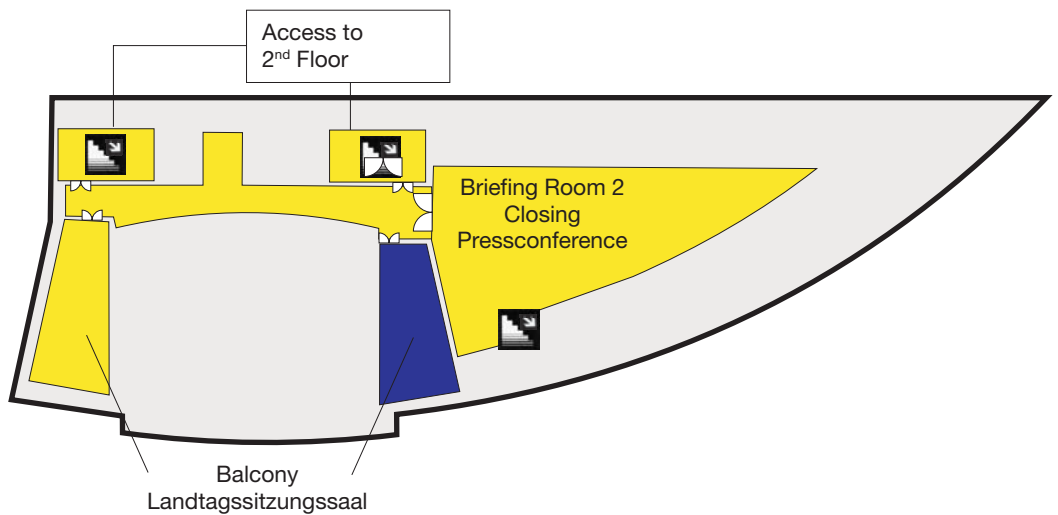 Access to
2nd Floor
Briefing Room 2
Closing
Pressconference
Balcony
Landtagssitzungssaal